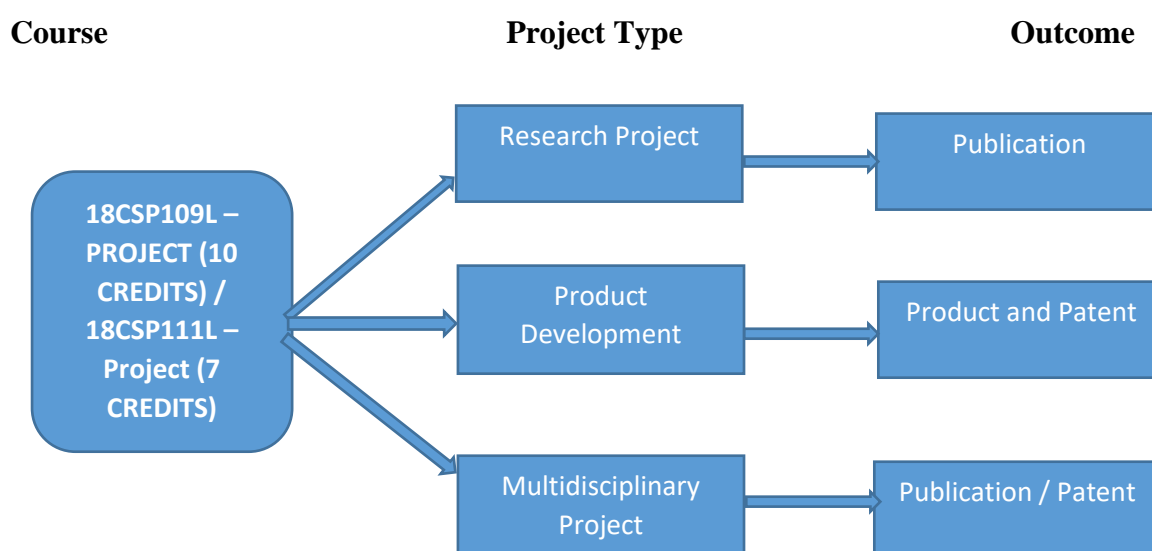 Course Project Type Outcome
18CSP109L –
PROJECT (10
CREDITS) /
18CSP111L –
Project (7
CREDITS)
Research Project
Publication
Product
Development
Product and Patent
Multidisciplinary
Project
Publication / Patent